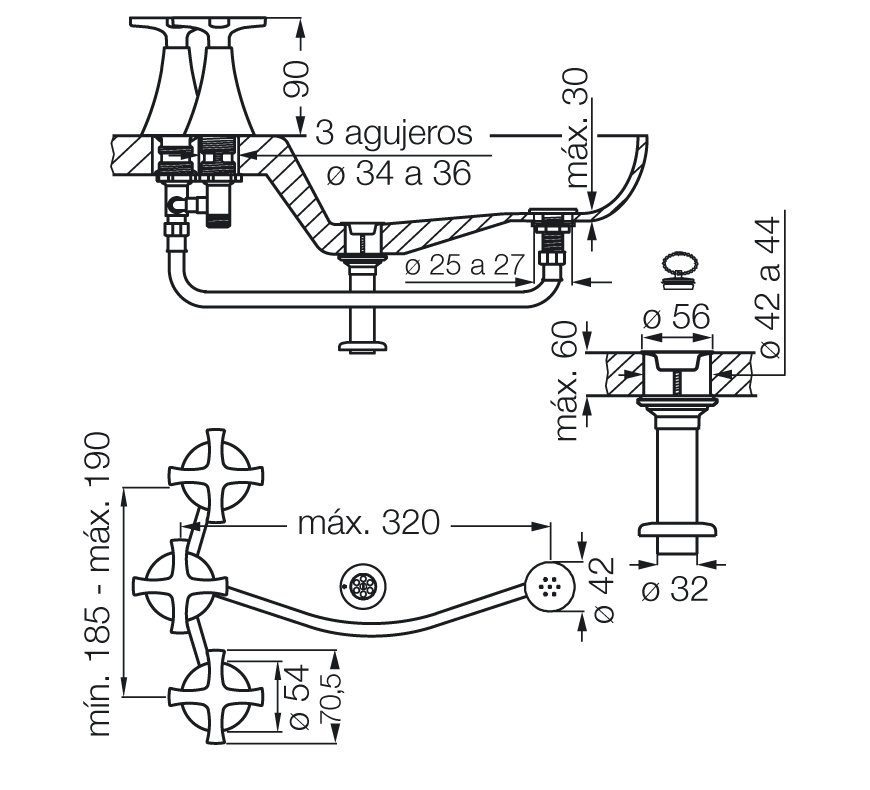 90
3 agujeros
ø 34 a 36
máx. 30
ø 25 a 27
ø 42 a 44
ø 56
máx. 60
ø 32
mín. 185 - máx. 190
máx. 320
ø 42
ø 54
70,5